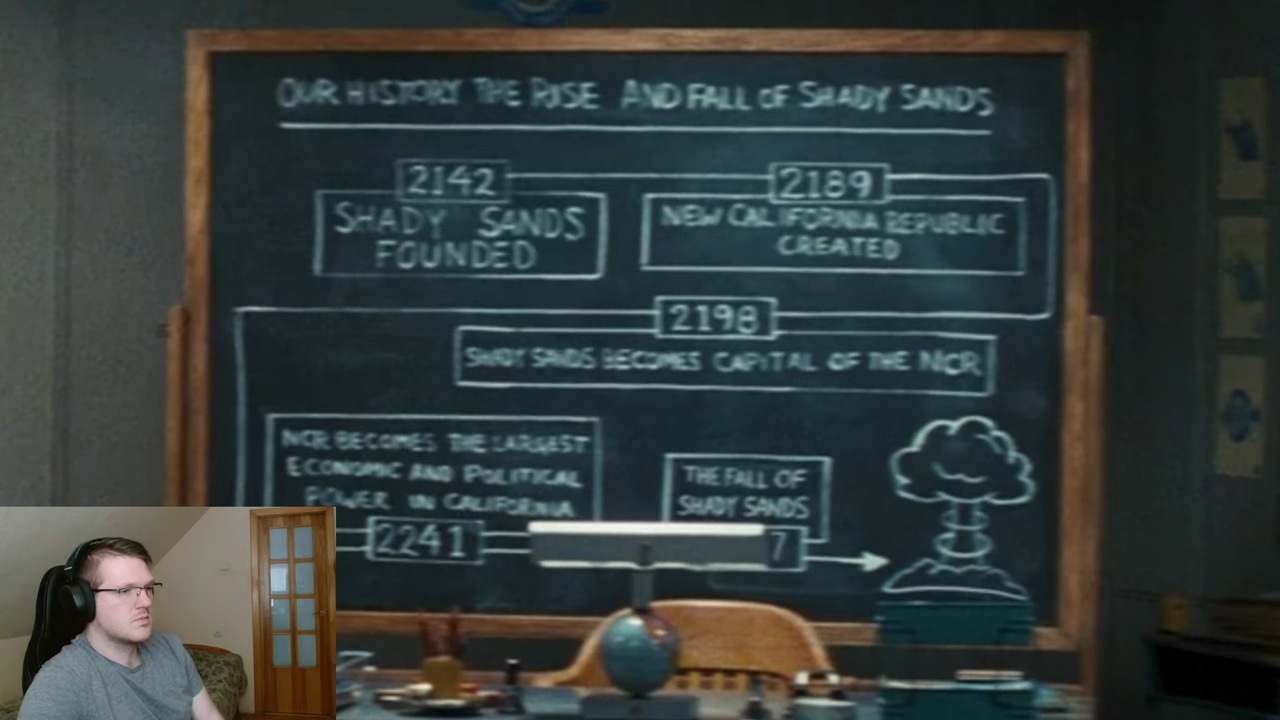 OUR HISTORY THE RISE AND FALL OF SHADY SANDS
2142
SHADY SANDS
FOUNDED
2189
NEW CALIFORNIA REPUBLIC
CREATED
2198
SHADY SANDS BECOMES CAPITAL OF THE NCR
NCR BECOMES THE LARGEST
ECONOMIC AND POLITICAL
POWER IN CALIFORNIA
2241
THE FALL OF
SHADY SANDS
7